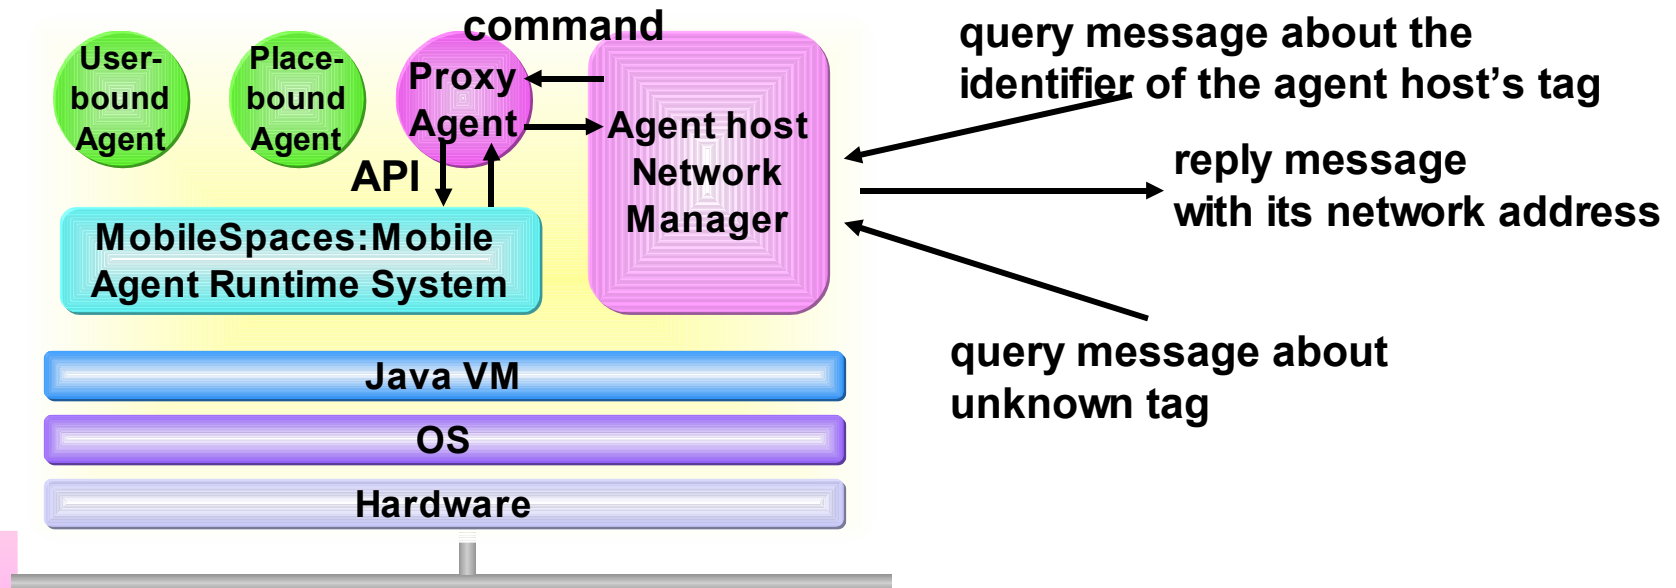 command
User-
bound
Agent
Place-
bound
Agent
Proxy
Agent
API
Agent host
Network
Manager
MobileSpaces:Mobile
Agent Runtime System
Java VM
OS
Hardware
query message about the
identifier of the agent host’s tag
reply message
with its network address
query message about
unknown tag